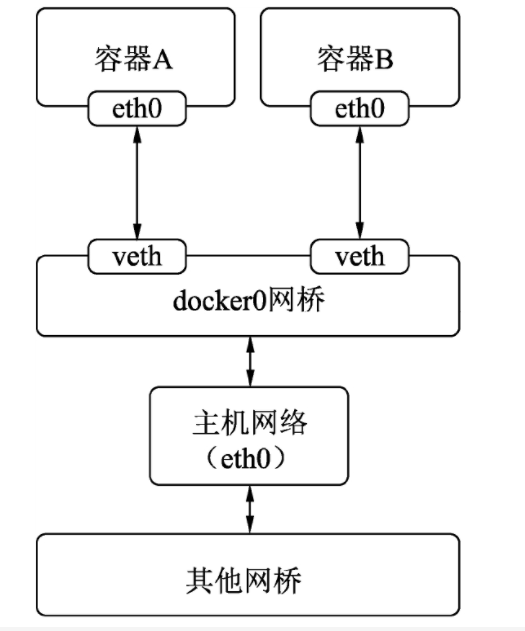 容器A
容器B
eth0
eth0
veth
veth
docker0网桥
主机网络
（eth0）
其他网桥